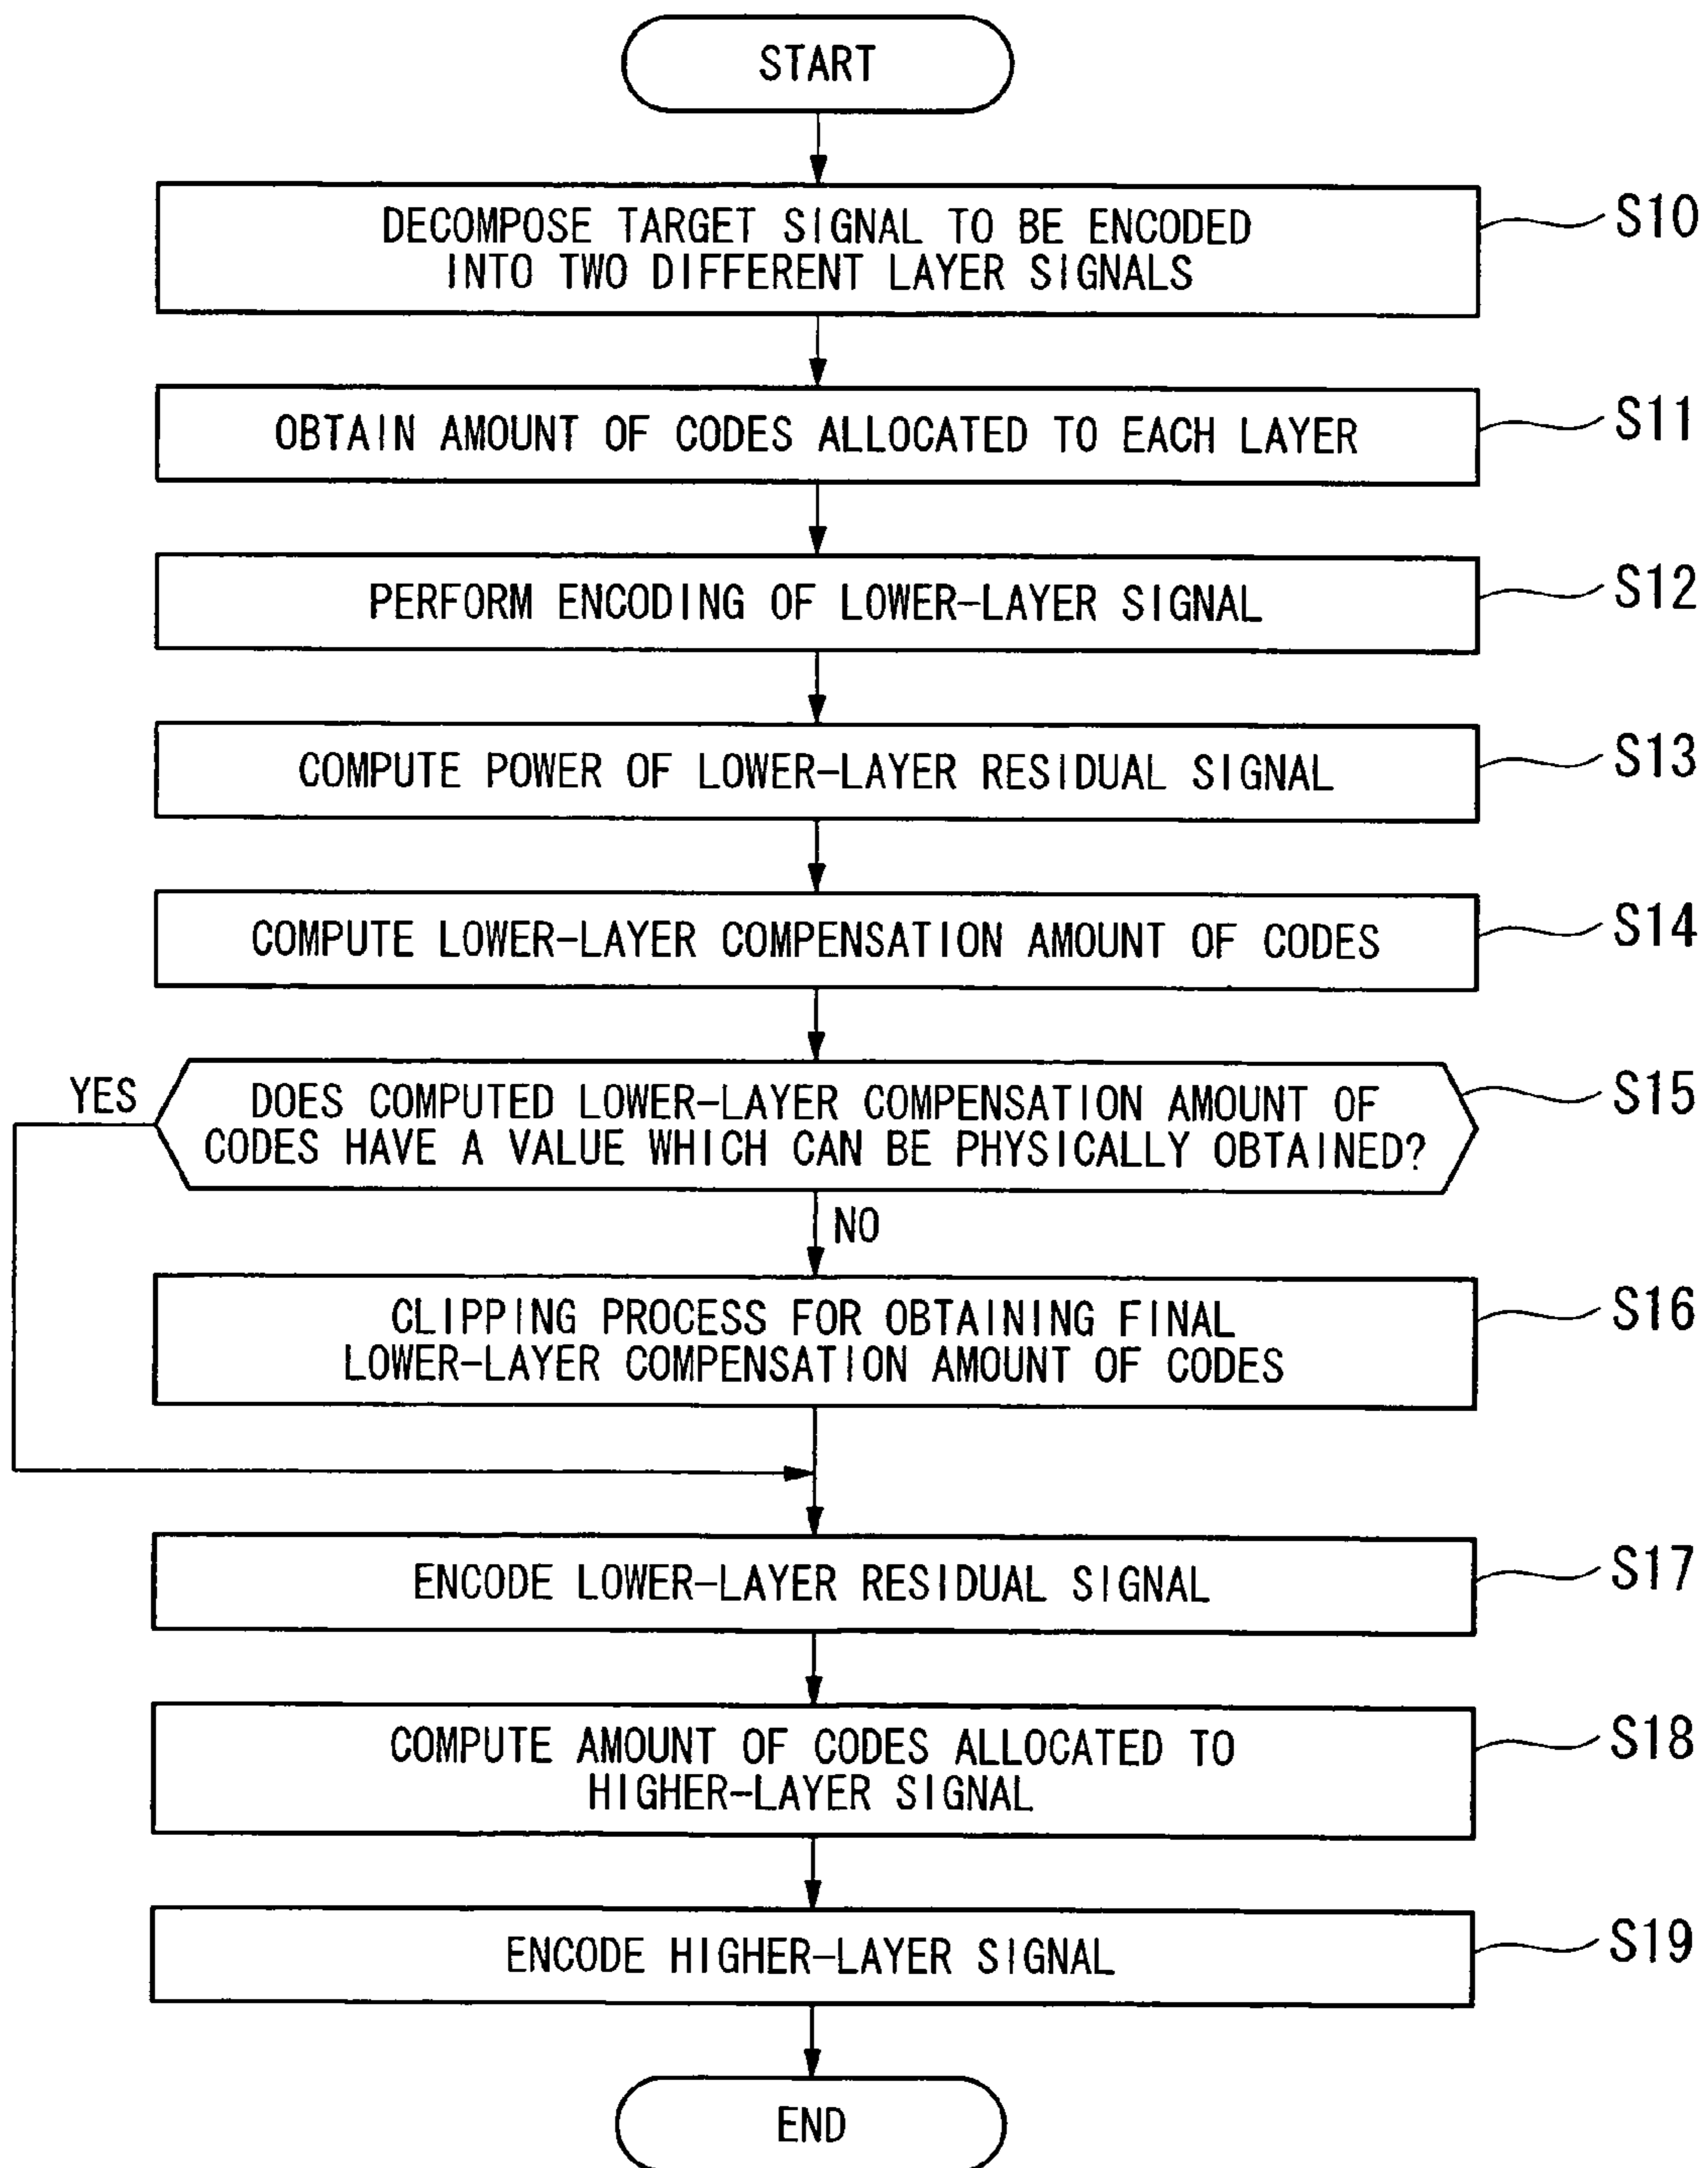 START
DECOMPOSE TARGET SIGNAL TO BE ENCODED
INTO TWO DIFFERENT LAYER SIGNALS
S10
OBTAIN AMOUNT OF CODES ALLOCATED TO EACH LAYER
S11
PERFORM ENCODING OF LOWER-LAYER SIGNAL
S12
COMPUTE POWER OF LOWER-LAYER RESIDUAL SIGNAL
S13
COMPUTE LOWER-LAYER COMPENSATION AMOUNT OF CODES
S14
YES
DOES COMPUTED LOWER-LAYER COMPENSATION AMOUNT OF
CODES HAVE A VALUE WHICH CAN BE PHYSICALLY OBTAINED?
S15
NO
CLIPPING PROCESS FOR OBTAINING FINAL
LOWER-LAYER COMPENSATION AMOUNT OF CODES
S16
ENCODE LOWER-LAYER RESIDUAL SIGNAL
S17
COMPUTE AMOUNT OF CODES ALLOCATED TO
HIGHER-LAYER SIGNAL
S18
ENCODE HIGHER-LAYER SIGNAL
S19
END